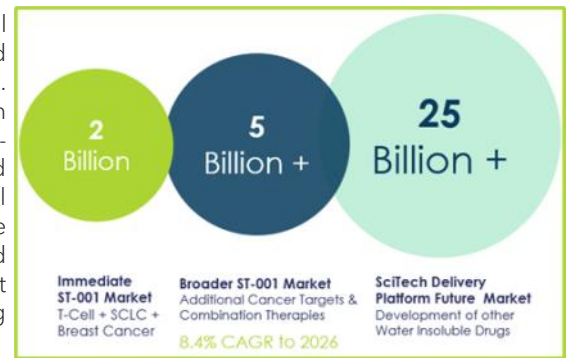 2
Billion
5
Billion +
25
Billion +
Immediate
ST-001 Market
T-Cell + SCLC +
Breast Cancer
Broader ST-001 Market
Additional Cancer Targets &
Combination Therapies
8.4% CAGR to 2026
SciTech Delivery
Platform Future Market
Development of other
Water Insoluble Drugs